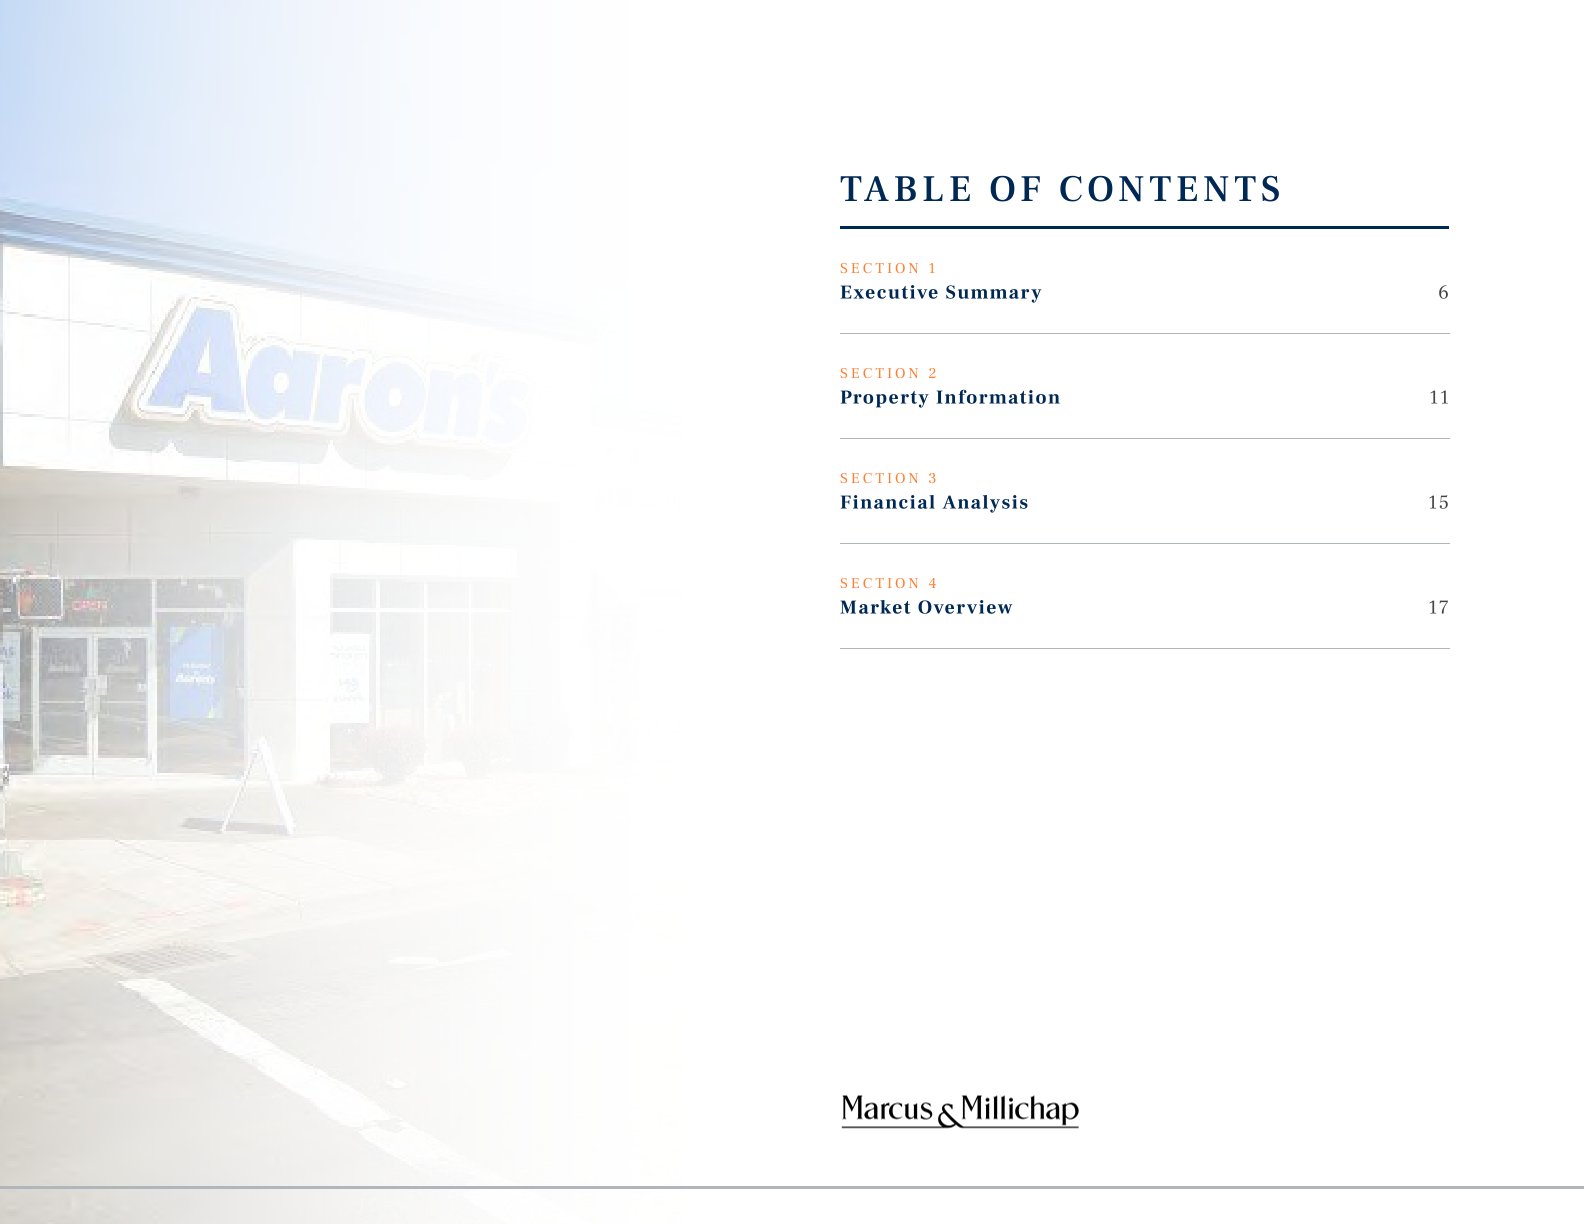 TABLE OF CONTENTS
SECTION 1
Executive Summary 6
SECTION 2
Property Information 11
SECTION 3
Financial Analysis 15
SECTION 4
Market Overview 17
Marcus & Millichap
Aaron's
OPEN
Aaron's